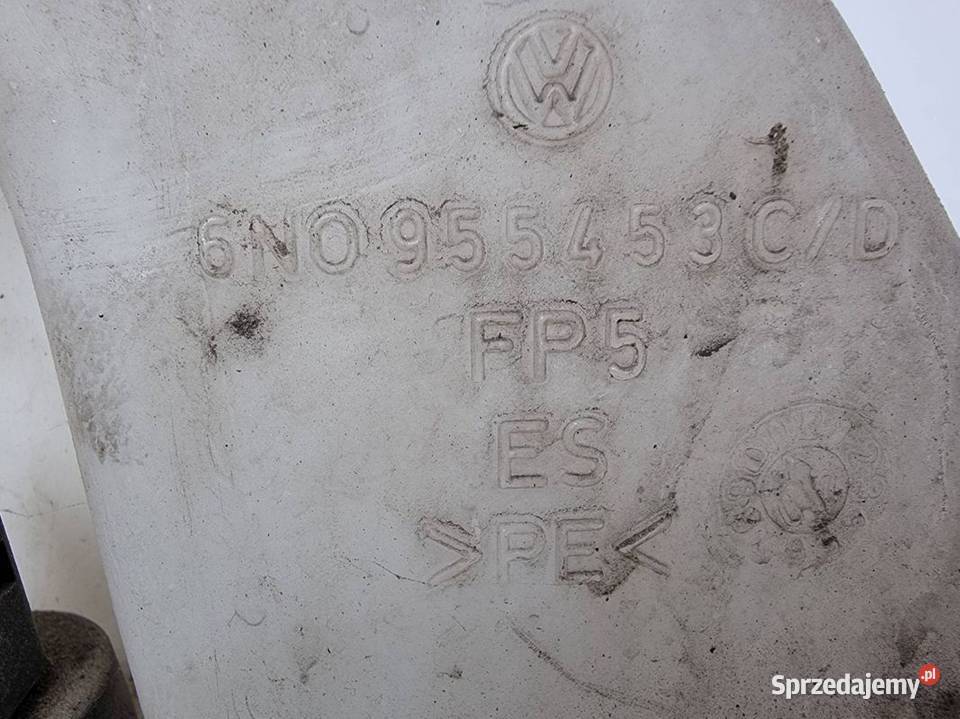 6N0955453C/D
FP5
ES
>PE<
Sprzedajemy.pl